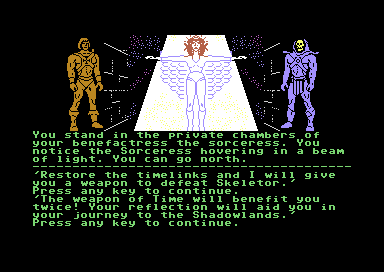 You stand in the private chambers of
your benefactress the sorceress. You
notice the Sorceress hovering in a beam
of light. You can go north.
----------------------------------------
'Restore the timelinks and I will give
you a weapon to defeat Skeletor.'
Press any key to continue.
'The weapon of Time will benefit you
twice! Your reflection will aid you in
your journey to the Shadowlands.'
Press any key to continue.